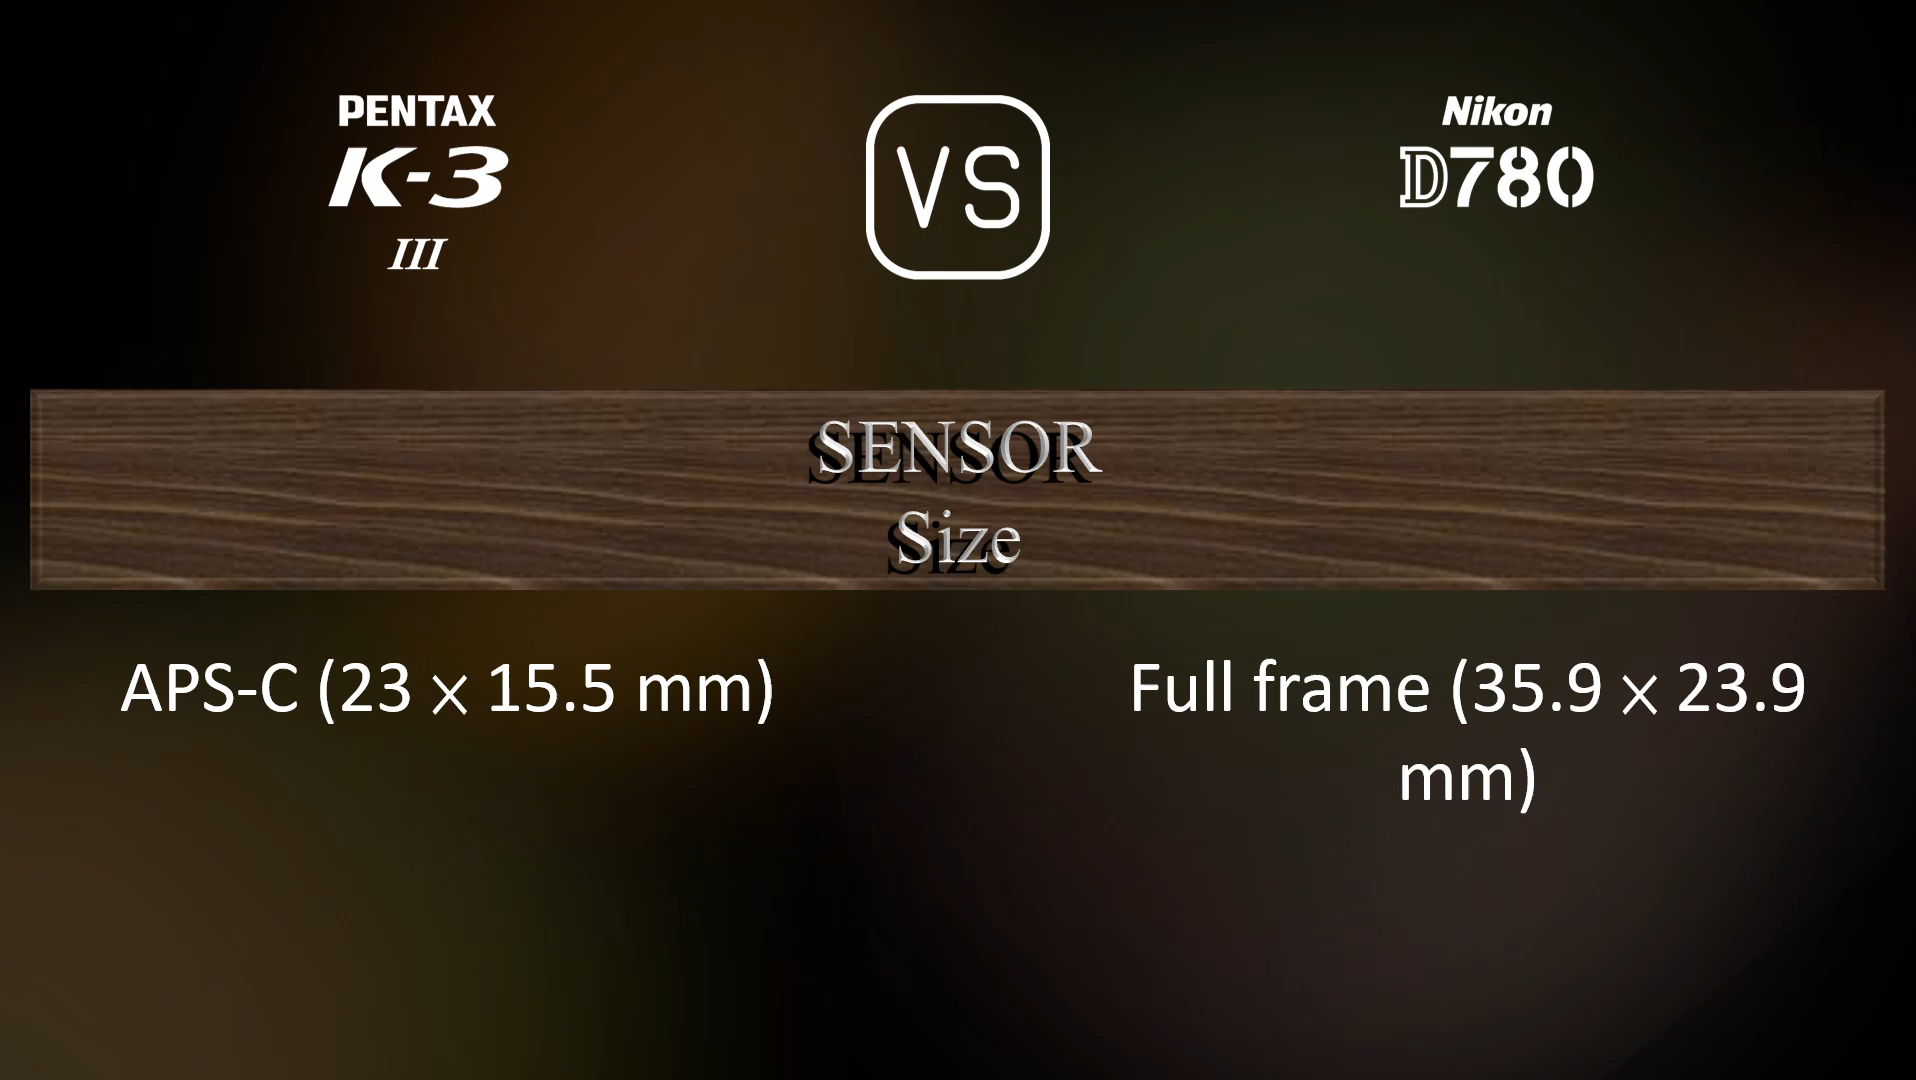 PENTAX
K-3
III
VS
Nikon
D780
SENSOR
Size
APS-C (23 x 15.5 mm)
Full frame (35.9 x 23.9
mm)